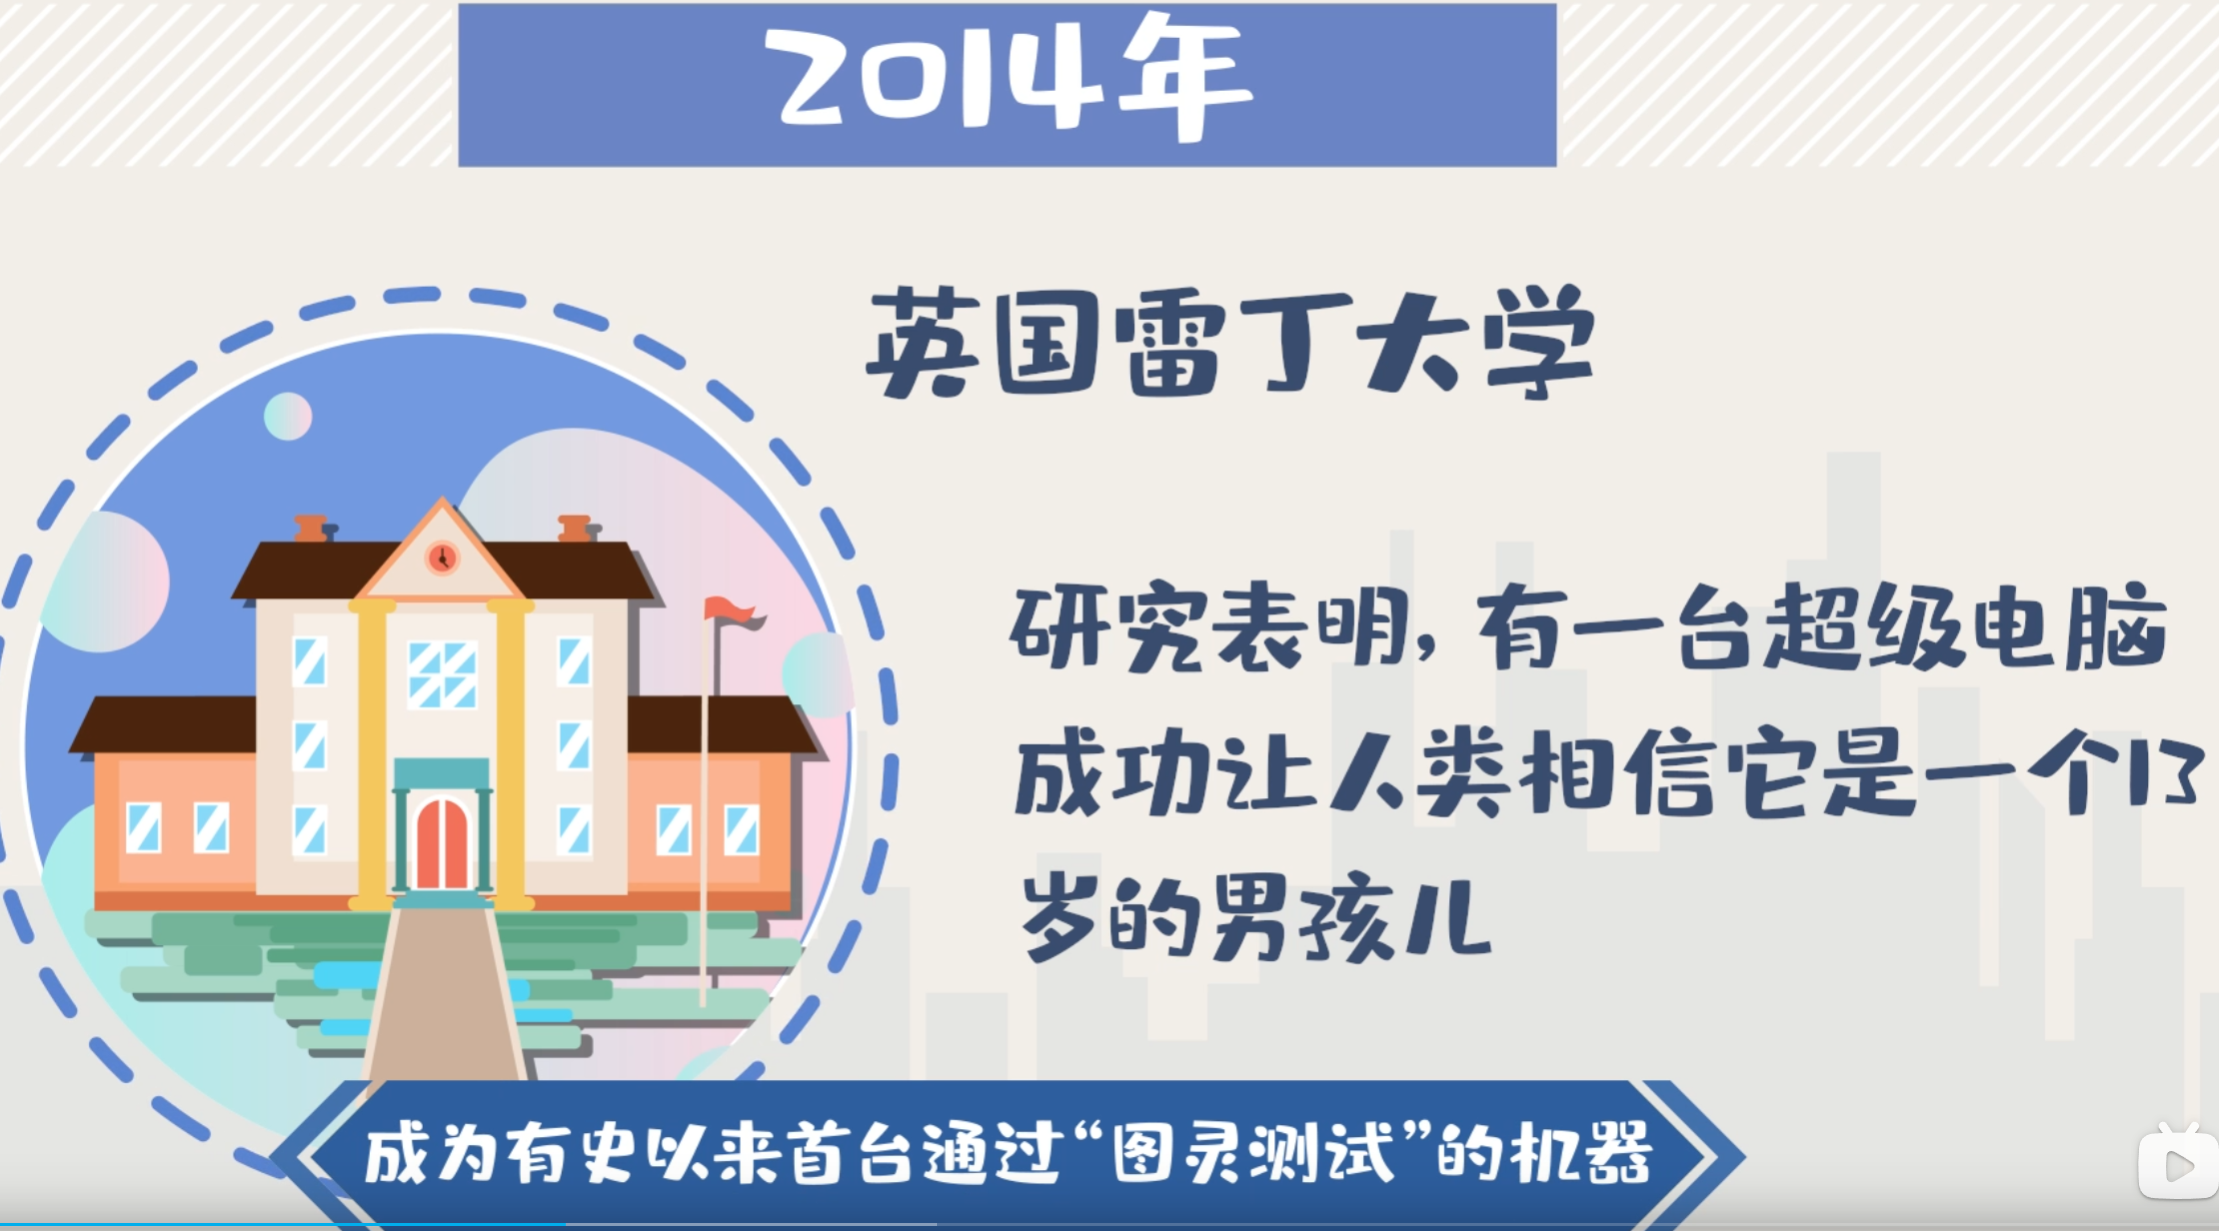 2014年
英国雷丁大学
研究表明，有一台超级电脑
成功让人类相信它是一个13
岁的男孩儿
成为有史以来首台通过“图灵测试”的机器